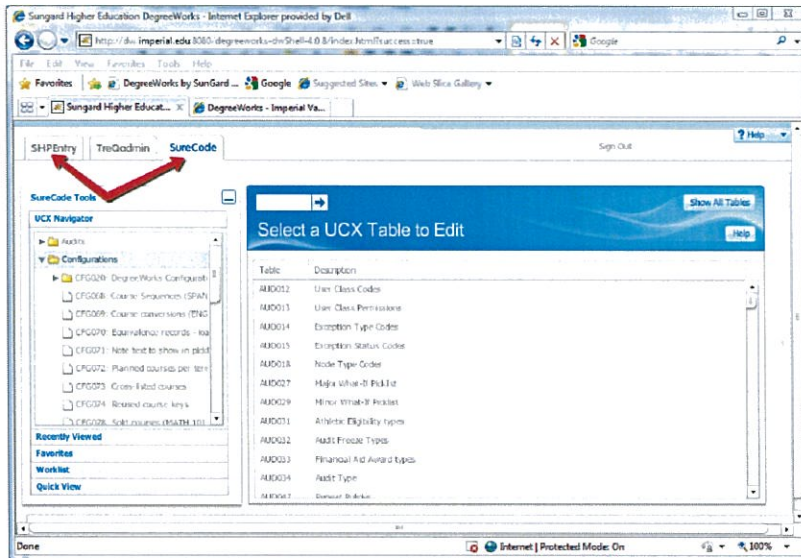 Sungard Higher Education DegreeWorks - Internet Explorer provided by Dell
http://dw.imperial.edu:8080/degreeworks-dwShell-4.0.8/index.html?success=true
Google
File Edit View Favorites Tools Help
Favorites DegreeWorks by SunGard ... Google Suggested Sites Web Slice Gallery
Sungard Higher Educat... X DegreeWorks - Imperial Va...
? Help
SHPEntry TreQadmin SureCode Sign Out
SureCode Tools
UCX Navigator
Audits
Configurations
CFG020: DegreeWorks Configurati
CFG068: Course Sequences (SPAN
CFG069: Course conversions (ENG
CFG070: Equivalence records - loa
CFG071: Note text to show in pickl
CFG072: Planned courses per term
CFG073: Cross-listed courses
CFG074: Reused course keys
CFG078: Split courses (MATH 101
Recently Viewed
Favorites
Worklist
Quick View
Show All Tables
Select a UCX Table to Edit
Help
Table Description
AUD012 User Class Codes
AUD013 User Class Permissions
AUD014 Exception Type Codes
AUD015 Exception Status Codes
AUD018 Node Type Codes
AUD027 Major What-If Picklist
AUD029 Minor What-If Picklist
AUD031 Athletic Eligibility types
AUD032 Audit Freeze Types
AUD033 Financial Aid Award types
AUD034 Audit Type
Done Internet | Protected Mode: On 100%